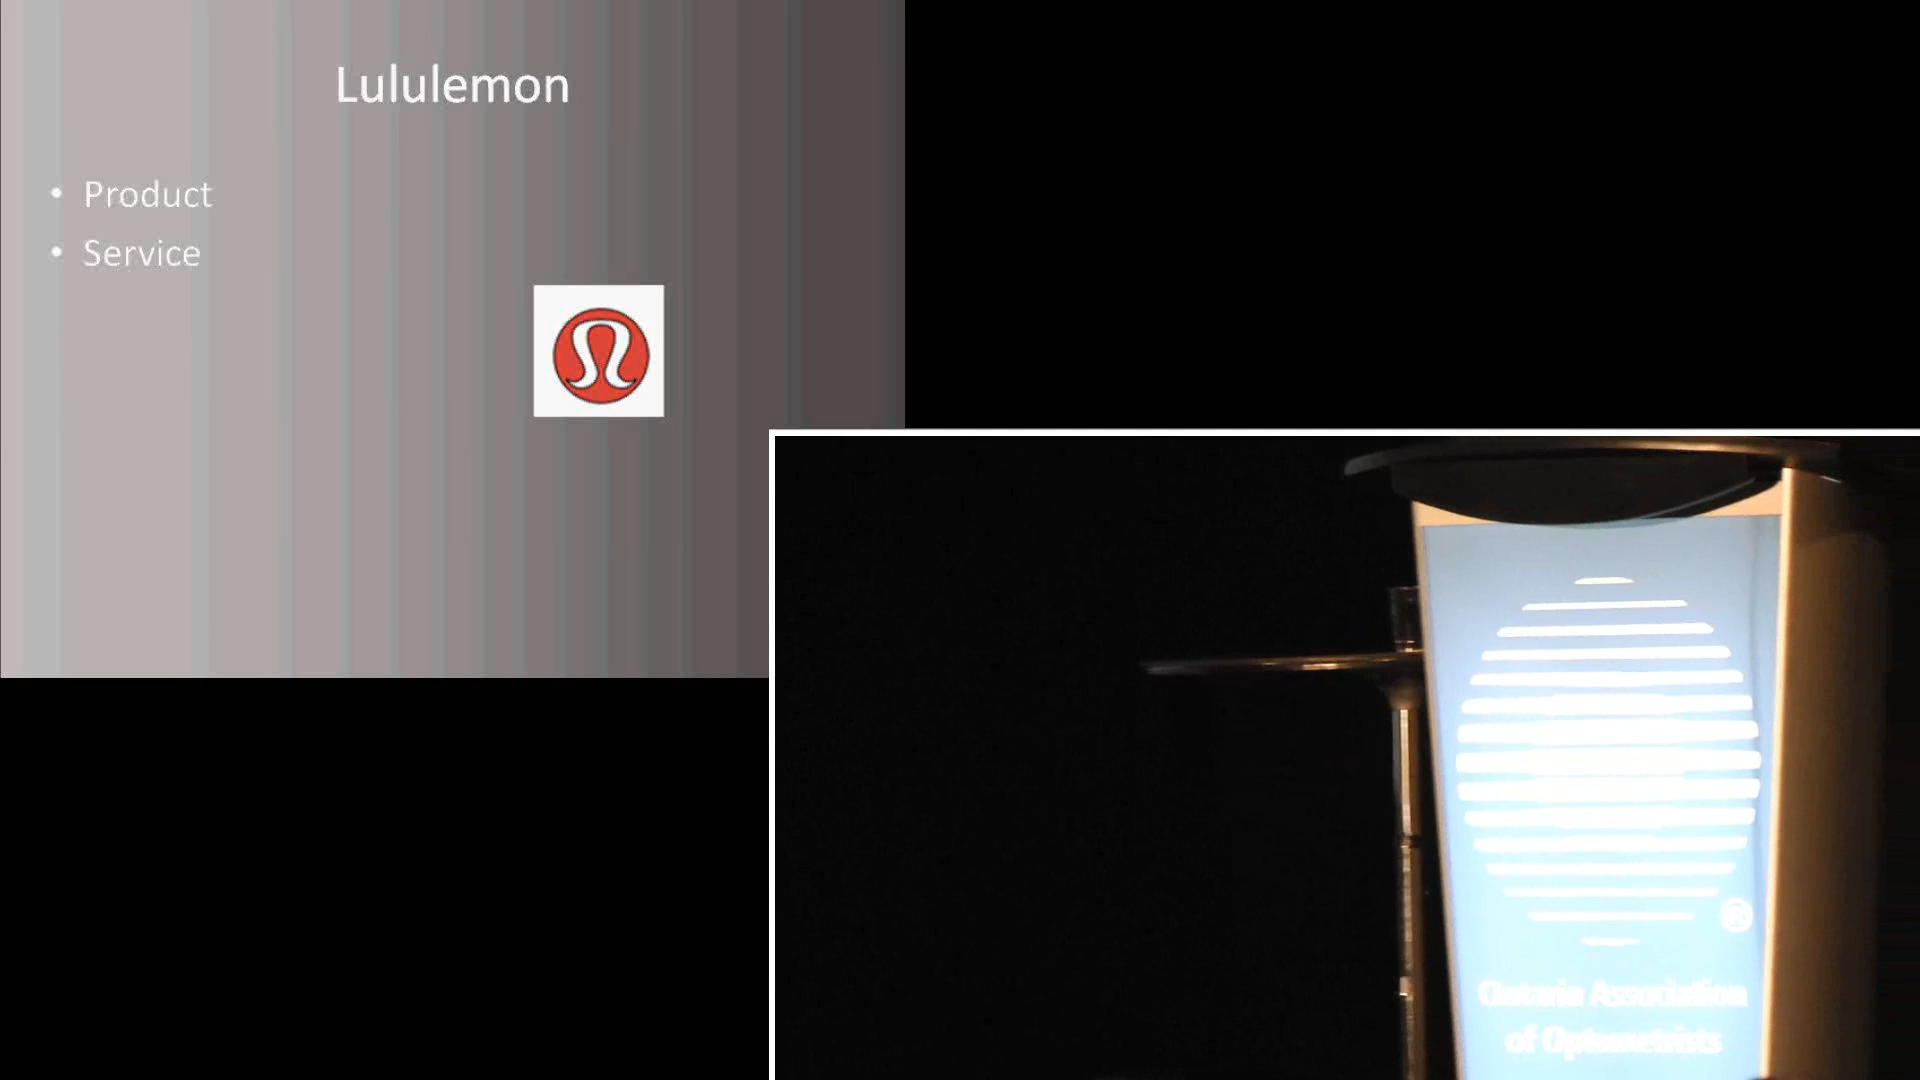 Lululemon
• Product
• Service
®
Ontario Association
of Optometrists